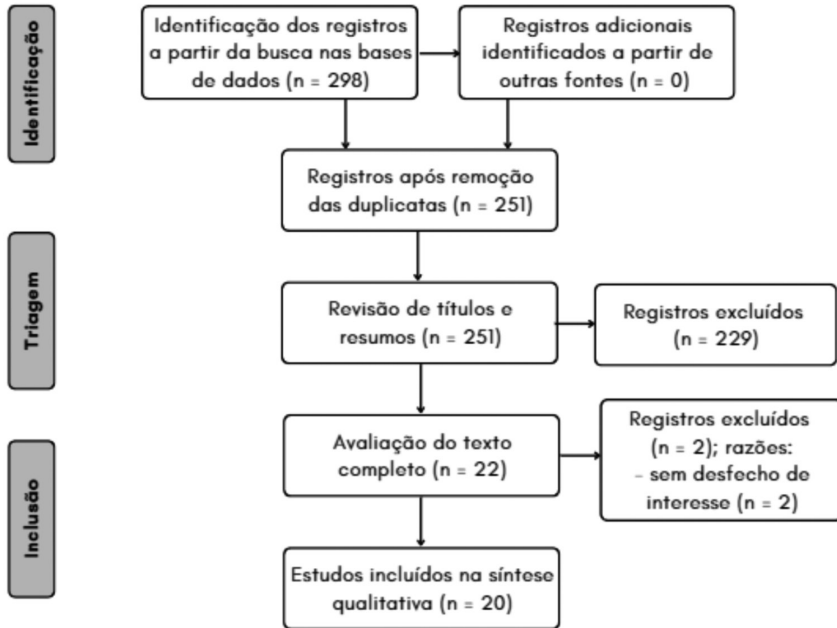 Identificação
Identificação dos registros
a partir da busca nas bases
de dados (n = 298)
Registros adicionais
identificados a partir de
outras fontes (n = 0)
Registros após remoção
das duplicatas (n = 251)
Triagem
Revisão de títulos e
resumos (n = 251)
Registros excluídos
(n = 229)
Inclusão
Avaliação do texto
completo (n = 22)
Registros excluídos
(n = 2); razões:
- sem desfecho de
interesse (n = 2)
Estudos incluídos na síntese
qualitativa (n = 20)